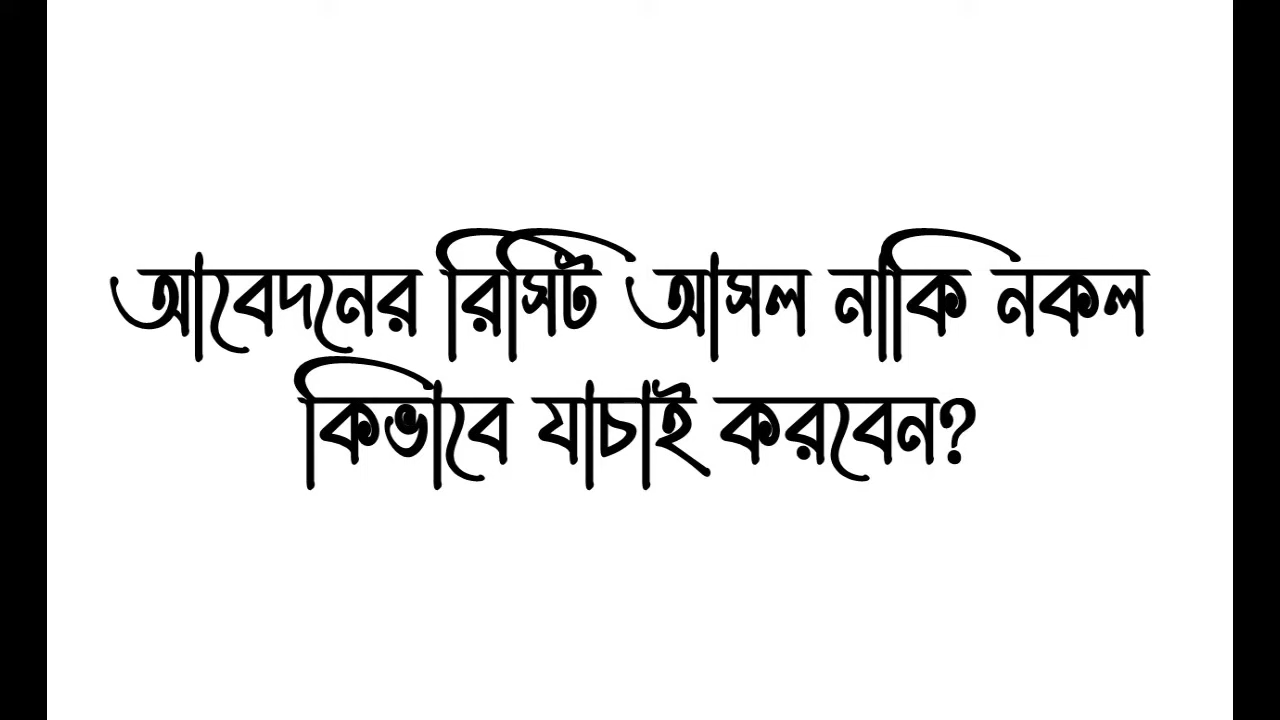 আবেদনের রিসিট আসল নাকি নকল
কিভাবে যাচাই করবেন?